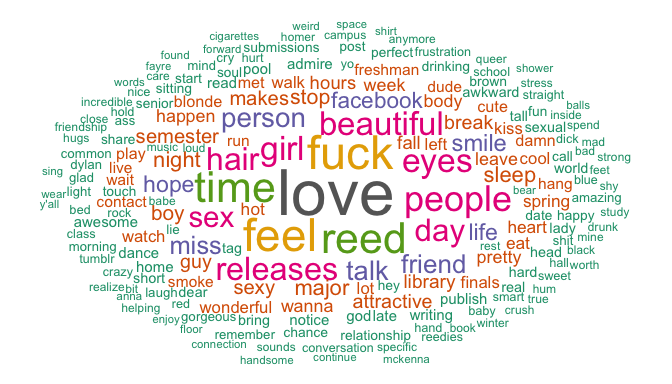 weird space
cigarettes homer campus shirt
forward submissions post anymore
found cry hurt perfect frustration
fayre mind soul pool admire yo freshman drinking queer
words care start read met walk hours week dude school shower
nice sitting makes stop facebook body awkward brown stress
incredible senior blonde cute straight
hold happen person beautiful break tall fun balls
close ass kiss sexual inside spend
friendship semester run girl fuck fall left smile damn dick mad
hugs share music loud hair eyes leave cool call bad strong
common play night sleep world feet
dylan live time love hang blue shy
sing glad wait hope people bear spring amazing
wear light touch babe date happy study
y'all contact boy sex hot
bed rock lie feel reed day life heart lady drunk
awesome watch miss tag rest eat shit mine
class dance guy releases talk friend pretty head black
morning home hall worth
tumblr short smoke sexy major lot hey library finals hard sweet
crazy laugh dear real hum
realize bit red wonderful wanna attractive publish smart true
anna gorgeous bring notice god late writing baby crush
helping enjoy remember chance relationship hand book winter
floor sounds conversation specific reedies
connection handsome continue mckenna